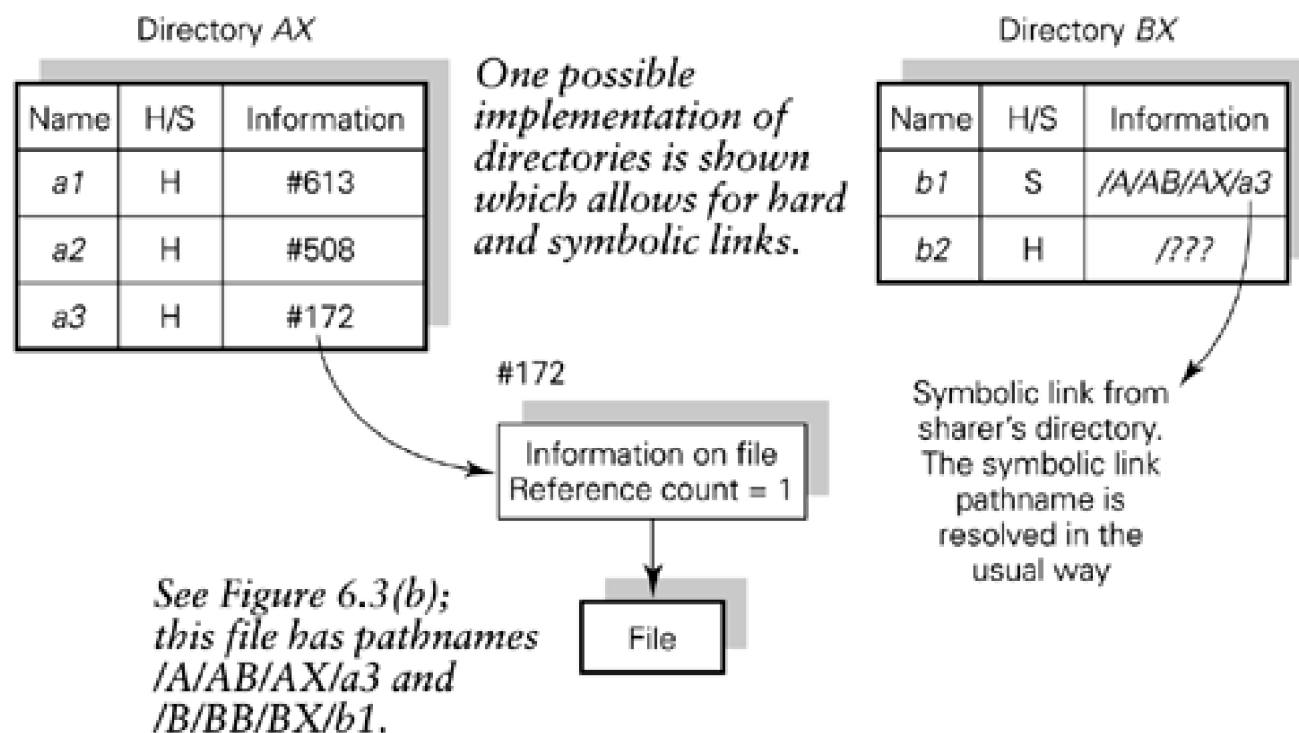 Directory AX
Name H/S Information
a1 H #613
a2 H #508
a3 H #172
One possible
implementation of
directories is shown
which allows for hard
and symbolic links.
Directory BX
Name H/S Information
b1 S /A/AB/AX/a3
b2 H /???
#172
Information on file
Reference count = 1
File
Symbolic link from
sharer's directory.
The symbolic link
pathname is
resolved in the
usual way
See Figure 6.3(b);
this file has pathnames
/A/AB/AX/a3 and
/B/BB/BX/b1.